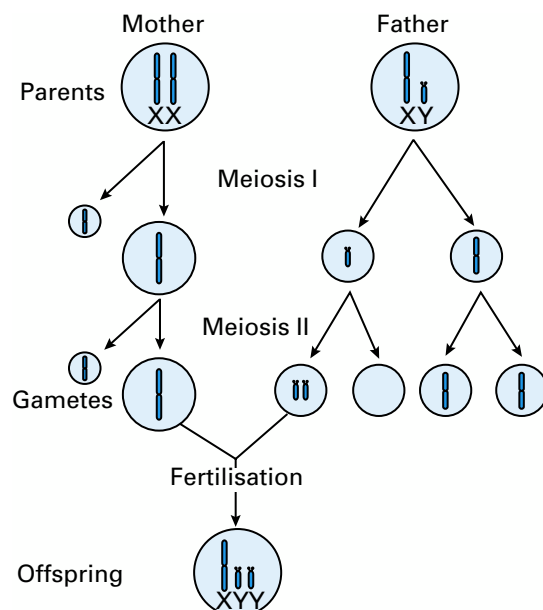 Mother
Father
Parents
XX
XY
Meiosis I
Meiosis II
Gametes
Fertilisation
Offspring
XYY